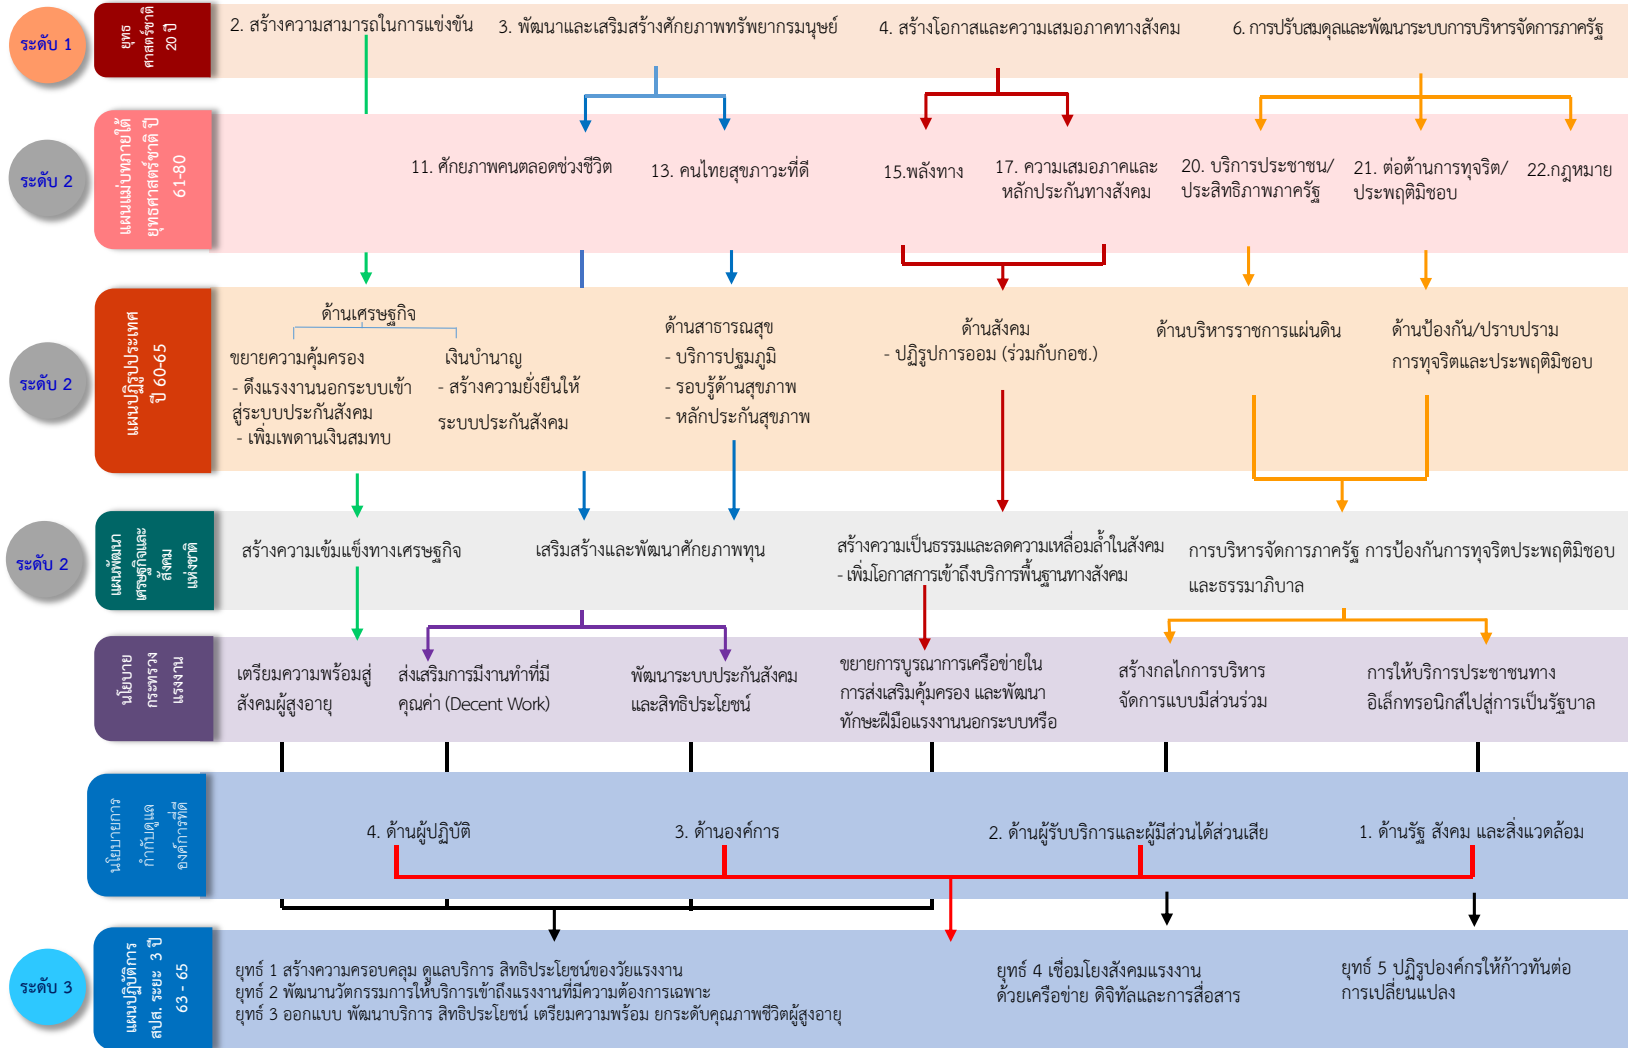 ระดับ 1
ยุทธ
ศาสตร์ชาติ
20 ปี
2. สร้างความสามารถในการแข่งขัน
3. พัฒนาและเสริมสร้างศักยภาพทรัพยากรมนุษย์
4. สร้างโอกาสและความเสมอภาคทางสังคม
6. การปรับสมดุลและพัฒนาระบบการบริหารจัดการภาครัฐ
ระดับ 2
แผนแม่บทภายใต้
ยุทธศาสตร์ชาติ ปี
61-80
11. ศักยภาพคนตลอดช่วงชีวิต
13. คนไทยสุขภาวะที่ดี
15.พลังทาง
17. ความเสมอภาคและ
หลักประกันทางสังคม
20. บริการประชาชน/
ประสิทธิภาพภาครัฐ
21. ต่อต้านการทุจริต/
ประพฤติมิชอบ
22.กฎหมาย
ระดับ 2
แผนปฏิรูปประเทศ
ปี 60-65
ด้านเศรษฐกิจ
ขยายความคุ้มครอง
- ดึงแรงงานนอกระบบเข้า
สู่ระบบประกันสังคม
- เพิ่มเพดานเงินสมทบ
เงินบำนาญ
- สร้างความยั่งยืนให้
ระบบประกันสังคม
ด้านสาธารณสุข
- บริการปฐมภูมิ
- รอบรู้ด้านสุขภาพ
- หลักประกันสุขภาพ
ด้านสังคม
- ปฏิรูปการออม (ร่วมกับกอช.)
ด้านบริหารราชการแผ่นดิน
ด้านป้องกัน/ปราบปราม
การทุจริตและประพฤติมิชอบ
ระดับ 2
แผนพัฒนา
เศรษฐกิจและ
สังคม
แห่งชาติ
สร้างความเข้มแข็งทางเศรษฐกิจ
เสริมสร้างและพัฒนาศักยภาพทุน
สร้างความเป็นธรรมและลดความเหลื่อมล้ำในสังคม
- เพิ่มโอกาสการเข้าถึงบริการพื้นฐานทางสังคม
การบริหารจัดการภาครัฐ การป้องกันการทุจริตประพฤติมิชอบ
และธรรมาภิบาล
นโยบาย
กระทรวง
แรงงาน
เตรียมความพร้อมสู่
สังคมผู้สูงอายุ
ส่งเสริมการมีงานทำที่มี
คุณค่า (Decent Work)
พัฒนาระบบประกันสังคม
และสิทธิประโยชน์
ขยายการบูรณาการเครือข่ายใน
การส่งเสริมคุ้มครอง และพัฒนา
ทักษะฝีมือแรงงานนอกระบบหรือ
สร้างกลไกการบริหาร
จัดการแบบมีส่วนร่วม
การให้บริการประชาชนทาง
อิเล็กทรอนิกส์ไปสู่การเป็นรัฐบาล
นโยบายการ
กำกับดูแล
องค์การที่ดี
4. ด้านผู้ปฏิบัติ
3. ด้านองค์การ
2. ด้านผู้รับบริการและผู้มีส่วนได้ส่วนเสีย
1. ด้านรัฐ สังคม และสิ่งแวดล้อม
ระดับ 3
แผนปฏิบัติการ
สปส. ระยะ 3 ปี
63 - 65
ยุทธ์ 1 สร้างความครอบคลุม ดูแลบริการ สิทธิประโยชน์ของวัยแรงงาน
ยุทธ์ 2 พัฒนานวัตกรรมการให้บริการเข้าถึงแรงงานที่มีความต้องการเฉพาะ
ยุทธ์ 3 ออกแบบ พัฒนาบริการ สิทธิประโยชน์ เตรียมความพร้อม ยกระดับคุณภาพชีวิตผู้สูงอายุ
ยุทธ์ 4 เชื่อมโยงสังคมแรงงาน
ด้วยเครือข่าย ดิจิทัลและการสื่อสาร
ยุทธ์ 5 ปฏิรูปองค์กรให้ก้าวทันต่อ
การเปลี่ยนแปลง